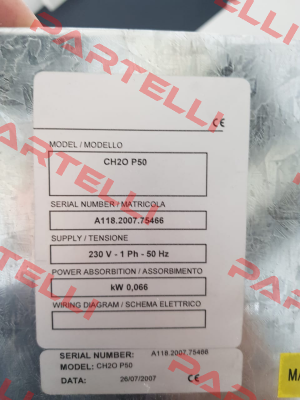 PARTELLI
CE
MODEL / MODELLO
CH2O P50
SERIAL NUMBER / MATRICOLA
A118.2007.75466
SUPPLY / TENSIONE
230 V - 1 Ph - 50 Hz
POWER ABSORBTION / ASSORBIMENTO
kW 0,066
WIRING DIAGRAM / SCHEMA ELETTRICO
SERIAL NUMBER: A118.2007.75466
MODEL: CH2O P50
DATA: 26/07/2007 CE
MA